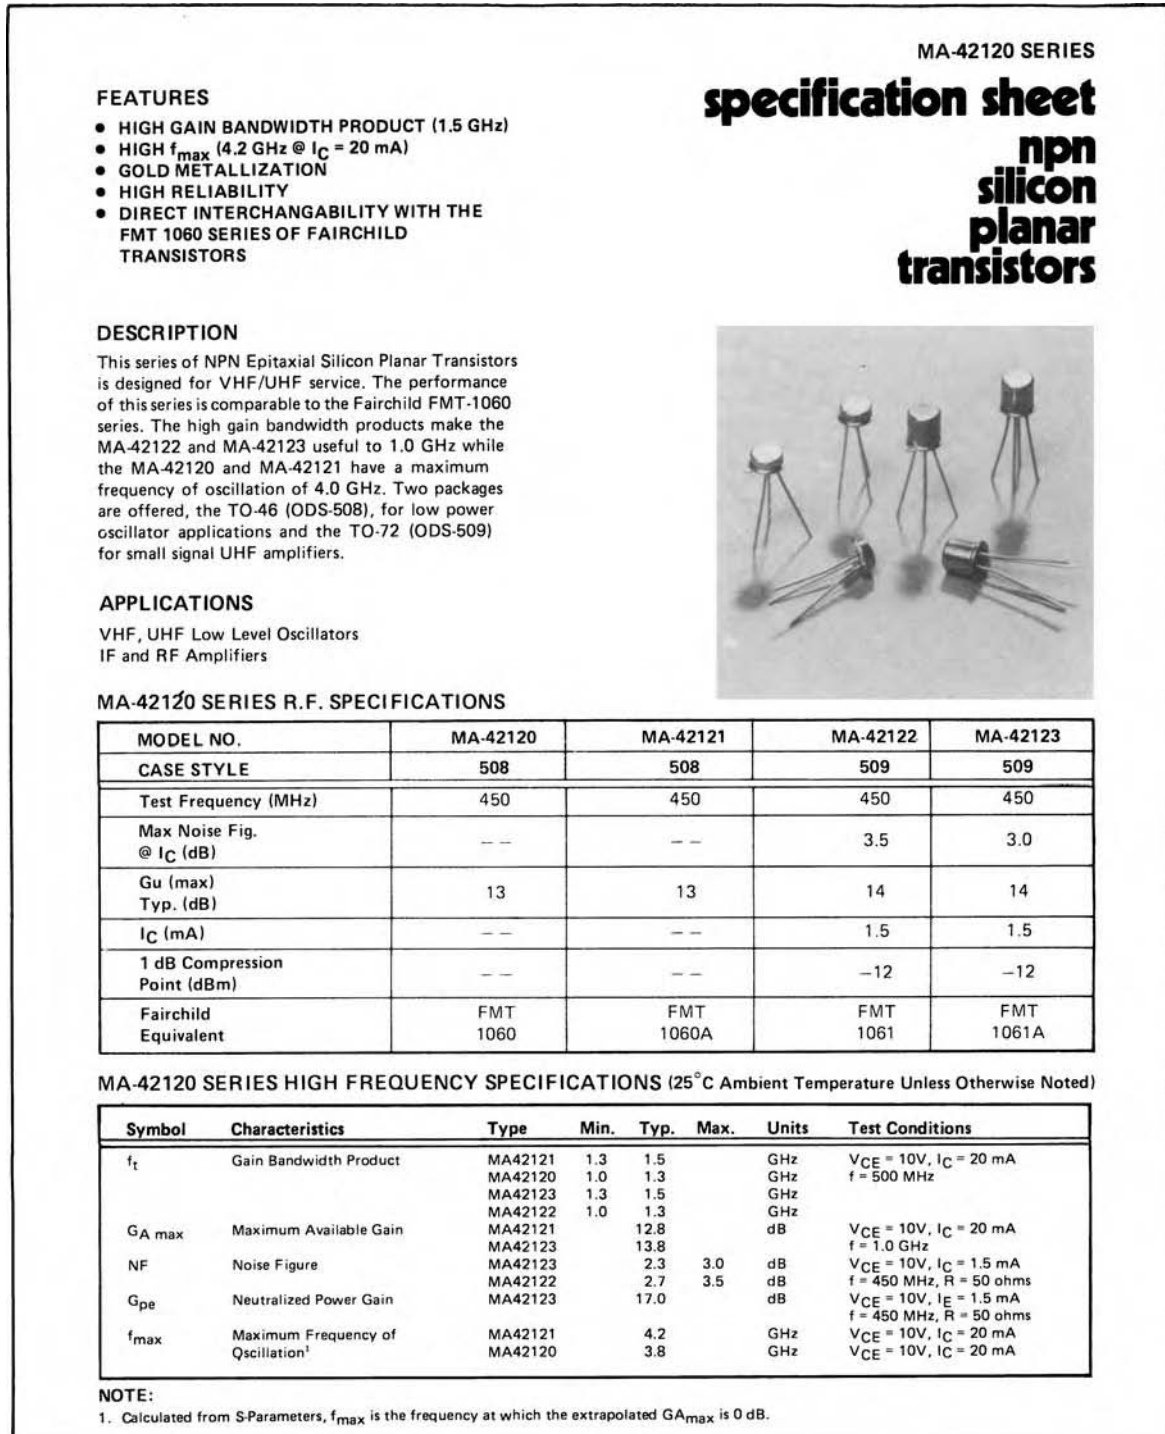 MA-42120 SERIES
specification sheet
npn
silicon
planar
transistors
FEATURES
● HIGH GAIN BANDWIDTH PRODUCT (1.5 GHz)
● HIGH fmax (4.2 GHz @ IC = 20 mA)
● GOLD METALLIZATION
● HIGH RELIABILITY
● DIRECT INTERCHANGABILITY WITH THE
FMT 1060 SERIES OF FAIRCHILD
TRANSISTORS
DESCRIPTION
This series of NPN Epitaxial Silicon Planar Transistors
is designed for VHF/UHF service. The performance
of this series is comparable to the Fairchild FMT-1060
series. The high gain bandwidth products make the
MA-42122 and MA-42123 useful to 1.0 GHz while
the MA-42120 and MA-42121 have a maximum
frequency of oscillation of 4.0 GHz. Two packages
are offered, the TO-46 (ODS-508), for low power
oscillator applications and the TO-72 (ODS-509)
for small signal UHF amplifiers.
APPLICATIONS
VHF, UHF Low Level Oscillators
IF and RF Amplifiers
MA-42120 SERIES R.F. SPECIFICATIONS
MODEL NO. MA-42120 MA-42121 MA-42122 MA-42123
CASE STYLE 508 508 509 509
Test Frequency (MHz) 450 450 450 450
Max Noise Fig.
@ IC (dB) – – – – 3.5 3.0
Gu (max)
Typ. (dB) 13 13 14 14
IC (mA) – – – – 1.5 1.5
1 dB Compression
Point (dBm) – – – – –12 –12
Fairchild FMT FMT FMT FMT
Equivalent 1060 1060A 1061 1061A
MA-42120 SERIES HIGH FREQUENCY SPECIFICATIONS (25°C Ambient Temperature Unless Otherwise Noted)
Symbol Characteristics Type Min. Typ. Max. Units Test Conditions
ft Gain Bandwidth Product MA42121 1.3 1.5 GHz VCE = 10V, IC = 20 mA
MA42120 1.0 1.3 GHz f = 500 MHz
MA42123 1.3 1.5 GHz
MA42122 1.0 1.3 GHz
GA max Maximum Available Gain MA42121 12.8 dB VCE = 10V, IC = 20 mA
MA42123 13.8 f = 1.0 GHz
NF Noise Figure MA42123 2.3 3.0 dB VCE = 10V, IC = 1.5 mA
MA42122 2.7 3.5 dB f = 450 MHz, R = 50 ohms
Gpe Neutralized Power Gain MA42123 17.0 dB VCE = 10V, IE = 1.5 mA
f = 450 MHz, R = 50 ohms
fmax Maximum Frequency of MA42121 4.2 GHz VCE = 10V, IC = 20 mA
Oscillation¹ MA42120 3.8 GHz VCE = 10V, IC = 20 mA
NOTE:
1. Calculated from S-Parameters, fmax is the frequency at which the extrapolated GAmax is 0 dB.